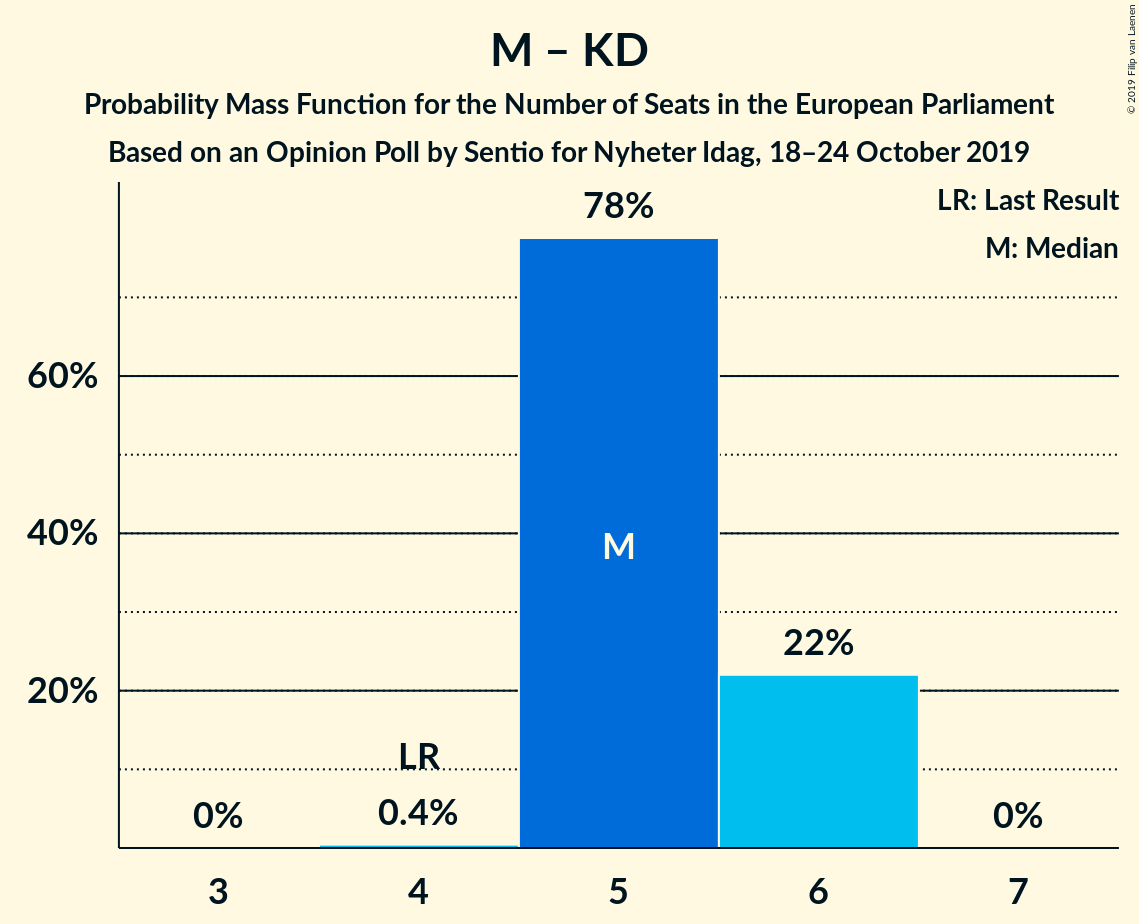 M – KD
Probability Mass Function for the Number of Seats in the European Parliament
Based on an Opinion Poll by Sentio for Nyheter Idag, 18–24 October 2019
© 2019 Filip van Laenen
LR: Last Result
M: Median
78%
60%
40%
20%
M
22%
LR
0%
0.4%
0%
3
4
5
6
7